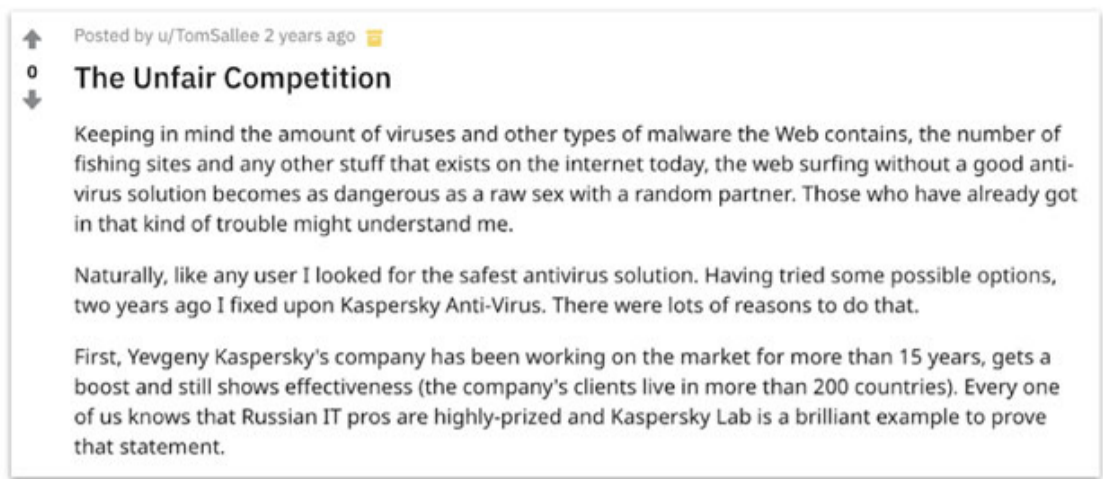 Posted by u/TomSallee 2 years ago
0
The Unfair Competition
Keeping in mind the amount of viruses and other types of malware the Web contains, the number of
fishing sites and any other stuff that exists on the internet today, the web surfing without a good anti-
virus solution becomes as dangerous as a raw sex with a random partner. Those who have already got
in that kind of trouble might understand me.
Naturally, like any user I looked for the safest antivirus solution. Having tried some possible options,
two years ago I fixed upon Kaspersky Anti-Virus. There were lots of reasons to do that.
First, Yevgeny Kaspersky's company has been working on the market for more than 15 years, gets a
boost and still shows effectiveness (the company's clients live in more than 200 countries). Every one
of us knows that Russian IT pros are highly-prized and Kaspersky Lab is a brilliant example to prove
that statement.